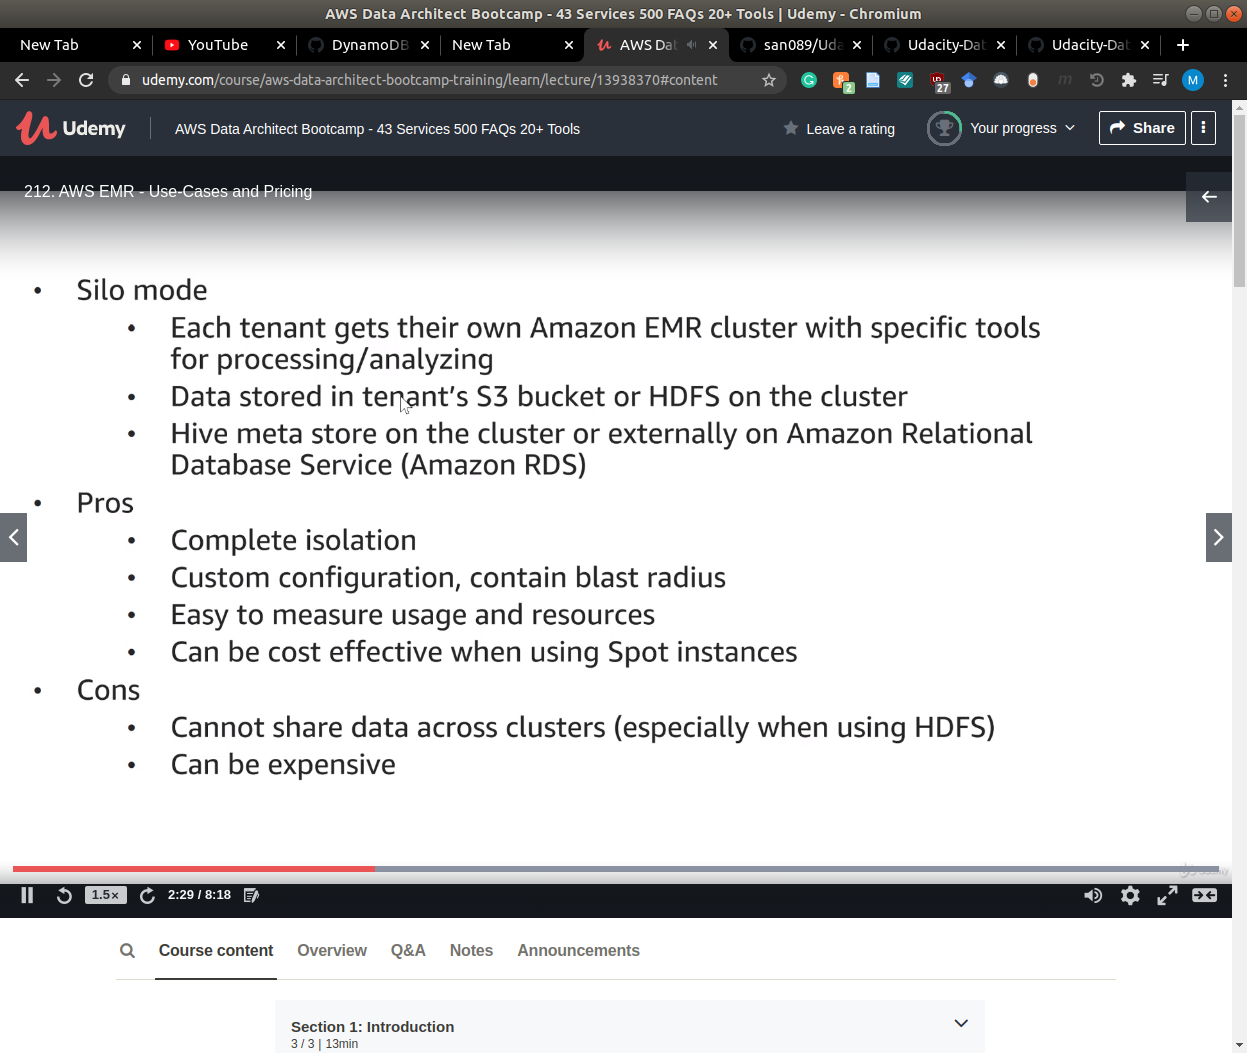 AWS Data Architect Bootcamp - 43 Services 500 FAQs 20+ Tools | Udemy - Chromium
New Tab
YouTube
DynamoDB
New Tab
AWS Dat
san089/Uda
Udacity-Dat
Udacity-Dat
udemy.com/course/aws-data-architect-bootcamp-training/learn/lecture/13938370#content
2
27
M
Udemy
AWS Data Architect Bootcamp - 43 Services 500 FAQs 20+ Tools
Leave a rating
Your progress
Share
212. AWS EMR - Use-Cases and Pricing
• Silo mode
• Each tenant gets their own Amazon EMR cluster with specific tools
for processing/analyzing
• Data stored in tenant's S3 bucket or HDFS on the cluster
• Hive meta store on the cluster or externally on Amazon Relational
Database Service (Amazon RDS)
• Pros
• Complete isolation
• Custom configuration, contain blast radius
• Easy to measure usage and resources
• Can be cost effective when using Spot instances
• Cons
• Cannot share data across clusters (especially when using HDFS)
• Can be expensive
1.5×
2:29 / 8:18
Course content
Overview
Q&A
Notes
Announcements
Section 1: Introduction
3 / 3 | 13min